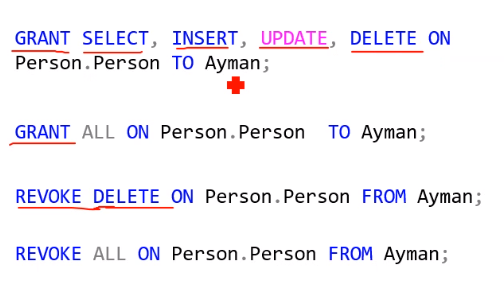 GRANT SELECT, INSERT, UPDATE, DELETE ON
Person.Person TO Ayman;
GRANT ALL ON Person.Person TO Ayman;
REVOKE DELETE ON Person.Person FROM Ayman;
REVOKE ALL ON Person.Person FROM Ayman;